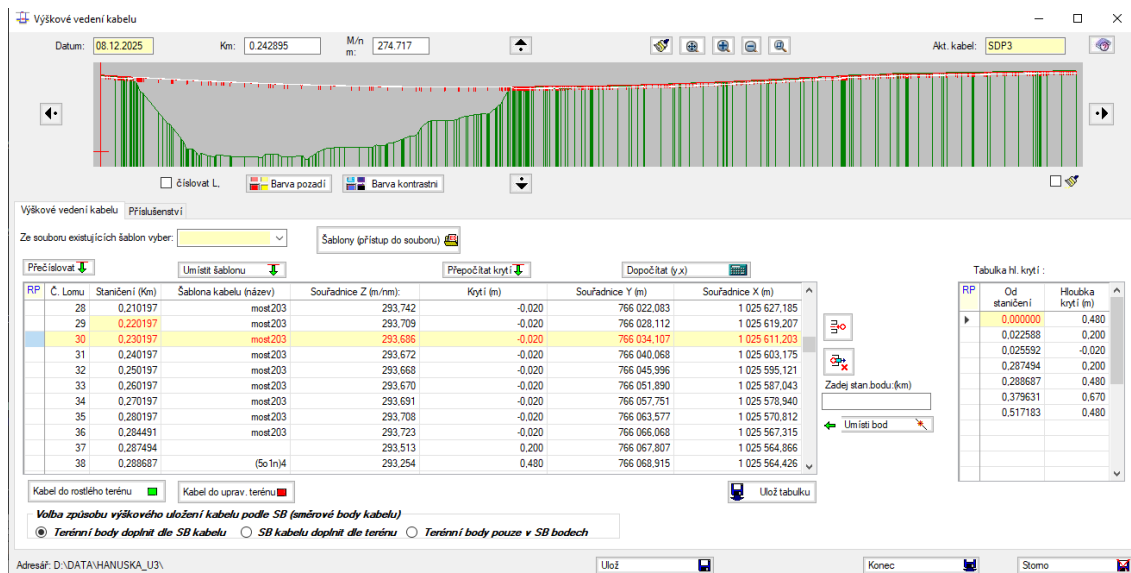 Výškové vedení kabelu
Datum: 08.12.2025 Km: 0.242895 M/n m: 274.717 Akt. kabel: SDP3
číslovat L, Barva pozadí Barva kontrastni
Výškové vedení kabelu Příslušenství
Ze souboru existujících šablon vyber: Šablony (přístup do souboru)
Přečíslovat Umístit šablonu Přepočítat krytí Dopočítat (y,x) Tabulka hl. krytí :
RP Č. Lomu Staničení (Km) Šablona kabelu (název) Souřadnice Z (m/nm): Krytí (m) Souřadnice Y (m) Souřadnice X (m)
28 0,210197 most203 293,742 -0,020 766 022,083 1 025 627,185
29 0,220197 most203 293,709 -0,020 766 028,112 1 025 619,207
30 0,230197 most203 293,686 -0,020 766 034,107 1 025 611,203
31 0,240197 most203 293,672 -0,020 766 040,068 1 025 603,175
32 0,250197 most203 293,668 -0,020 766 045,996 1 025 595,121
33 0,260197 most203 293,670 -0,020 766 051,890 1 025 587,043
34 0,270197 most203 293,691 -0,020 766 057,751 1 025 578,940
35 0,280197 most203 293,708 -0,020 766 063,577 1 025 570,812
36 0,284491 most203 293,723 -0,020 766 066,068 1 025 567,315
37 0,287494 293,513 0,200 766 067,807 1 025 564,866
38 0,288687 (5o1n)4 293,254 0,480 766 068,915 1 025 564,426
Zadej stan.bodu:(km)
Umísti bod
RP Od staničení Hloubka krytí (m)
0,000000 0,480
0,022588 0,200
0,025592 -0,020
0,287494 0,200
0,288687 0,480
0,379631 0,670
0,517183 0,480
Kabel do rostlého terénu Kabel do uprav. terénu Ulož tabulku
Volba způsobu výškového uložení kabelu podle SB (směrové body kabelu)
Terénní body doplnit dle SB kabelu SB kabelu doplnit dle terénu Terénní body pouze v SB bodech
Adresář: D:\DATA\HANUSKA_U3\ Ulož Konec Storno